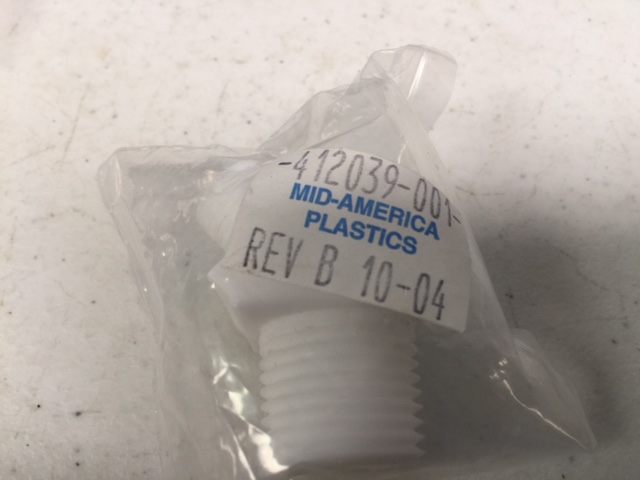 -412039-001-
MID-AMERICA
PLASTICS
REV B 10-04